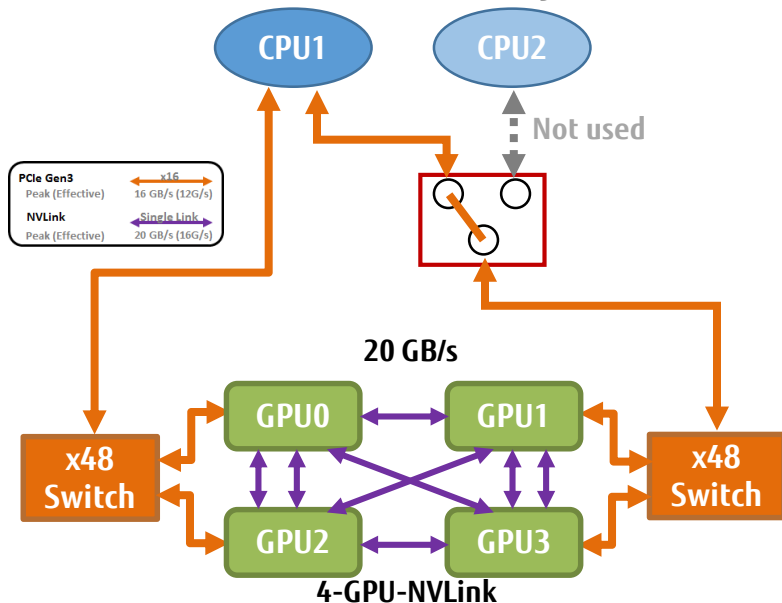 CPU1
CPU2
Not used
PCIe Gen3 x16
Peak (Effective) 16 GB/s (12G/s)
NVLink Single Link
Peak (Effective) 20 GB/s (16G/s)
20 GB/s
GPU0
GPU1
x48
Switch
x48
Switch
GPU2
GPU3
4-GPU-NVLink